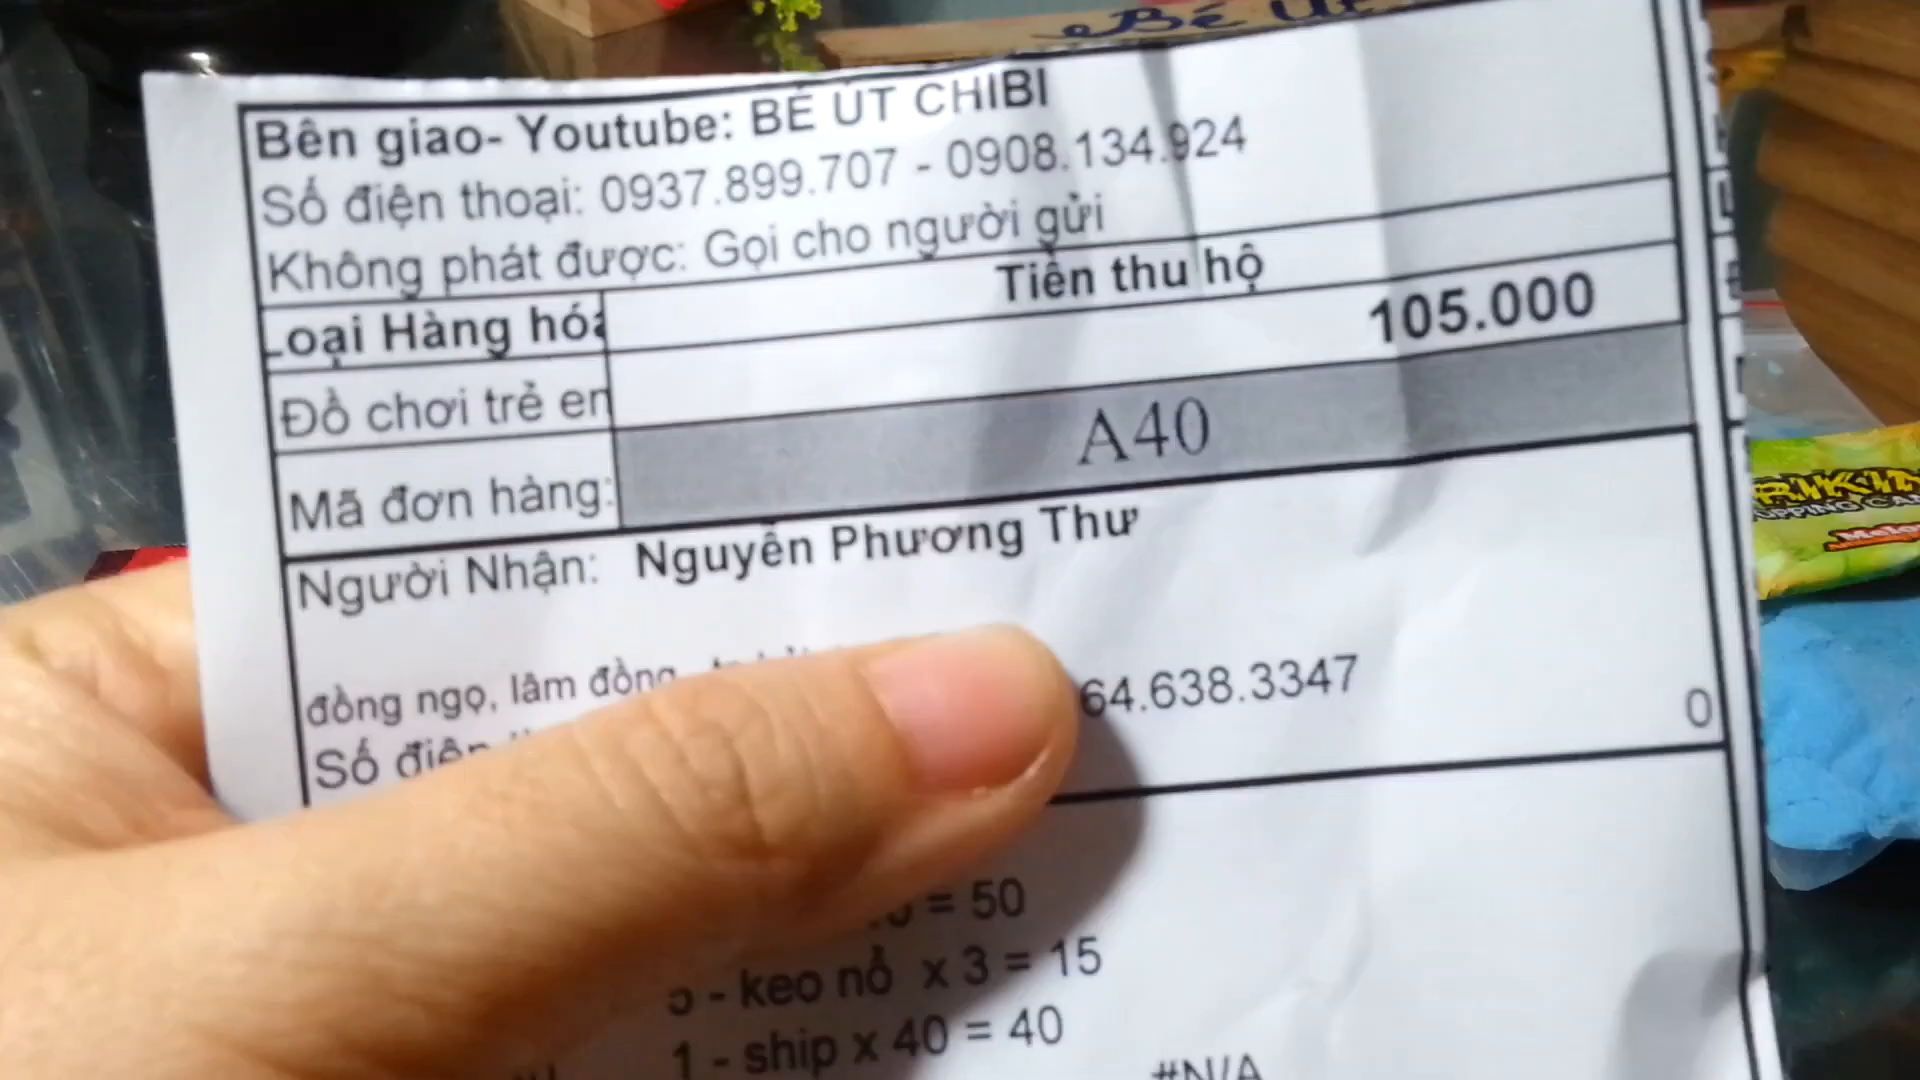 Bé Út
Bên giao- Youtube: BÉ ÚT CHIBI
Số điện thoại: 0937.899.707 - 0908.134.924
Không phát được: Gọi cho người gửi
Loại Hàng hóa
Tiền thu hộ
Đồ chơi trẻ em
105.000
Mã đơn hàng:
A40
Người Nhận: Nguyễn Phương Thư
đồng ngọ, lâm đồng
64.638.3347
Số điện
0
= 50
- keo nổ x 3 = 15
1 - ship x 40 = 40
#N/A